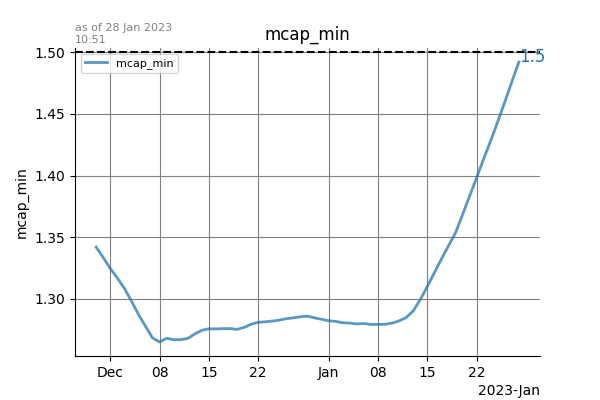 as of 28 Jan 2023
10:51
mcap_min
1.50
1.5
mcap_min
1.45
1.40
1.35
1.30
mcap_min
Dec 08 15 22 Jan 08 15 22
2023-Jan